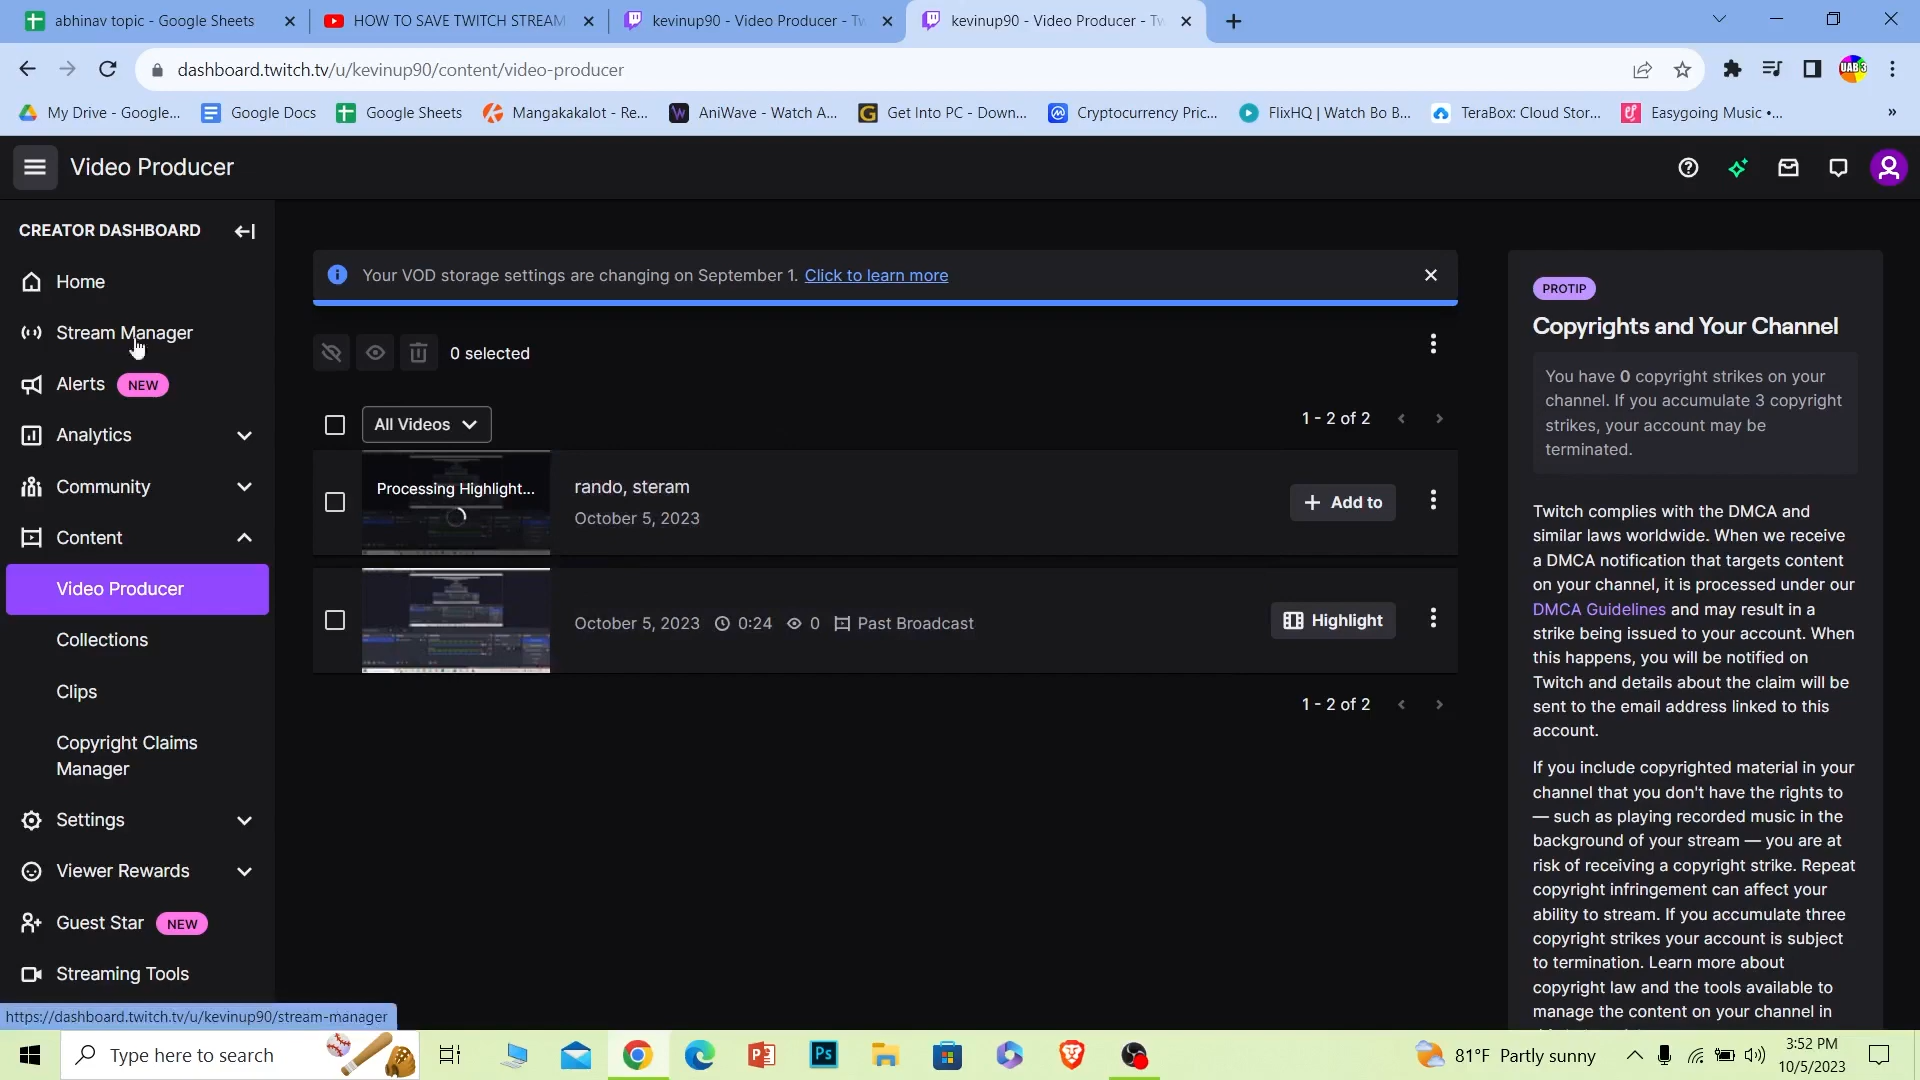 abhinav topic - Google Sheets
HOW TO SAVE TWITCH STREAM
kevinup90 - Video Producer - Tw
kevinup90 - Video Producer - Tw
dashboard.twitch.tv/u/kevinup90/content/video-producer
UAB 3
My Drive - Google...
Google Docs
Google Sheets
Mangakakalot - Re...
AniWave - Watch A...
Get Into PC - Down...
Cryptocurrency Pric...
FlixHQ | Watch Bo B...
TeraBox: Cloud Stor...
Easygoing Music •...
»
Video Producer
CREATOR DASHBOARD
Home
Stream Manager
Alerts NEW
Analytics
Community
Content
Video Producer
Collections
Clips
Copyright Claims
Manager
Settings
Viewer Rewards
Guest Star NEW
Streaming Tools
https://dashboard.twitch.tv/u/kevinup90/stream-manager
Your VOD storage settings are changing on September 1. Click to learn more
0 selected
All Videos
1 - 2 of 2
Processing Highlight...
rando, steram
October 5, 2023
Add to
October 5, 2023 0:24 0 Past Broadcast
Highlight
1 - 2 of 2
PROTIP
Copyrights and Your Channel
You have 0 copyright strikes on your
channel. If you accumulate 3 copyright
strikes, your account may be
terminated.
Twitch complies with the DMCA and
similar laws worldwide. When we receive
a DMCA notification that targets content
on your channel, it is processed under our
DMCA Guidelines and may result in a
strike being issued to your account. When
this happens, you will be notified on
Twitch and details about the claim will be
sent to the email address linked to this
account.
If you include copyrighted material in your
channel that you don't have the rights to
— such as playing recorded music in the
background of your stream — you are at
risk of receiving a copyright strike. Repeat
copyright infringement can affect your
ability to stream. If you accumulate three
copyright strikes your account is subject
to termination. Learn more about
copyright law and the tools available to
manage the content on your channel in
Type here to search
Ps
81°F Partly sunny
3:52 PM
10/5/2023